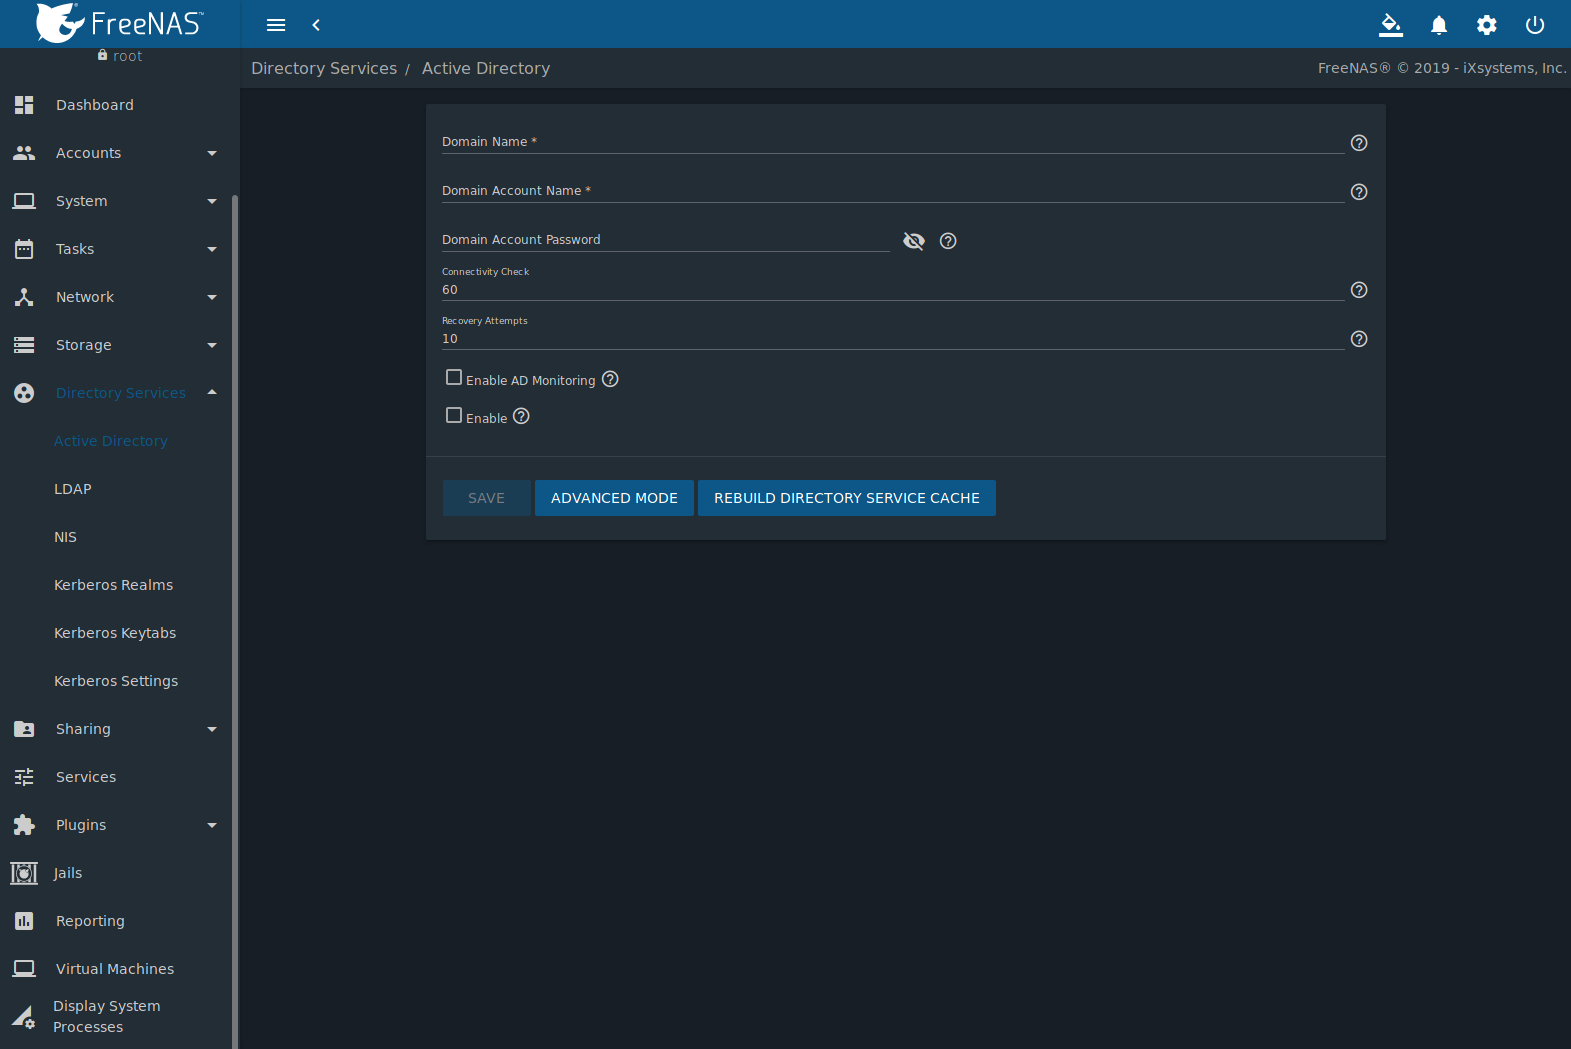 FreeNAS™
root
Directory Services / Active Directory
FreeNAS® © 2019 - iXsystems, Inc.
Dashboard
Accounts
System
Tasks
Network
Storage
Directory Services
Active Directory
LDAP
NIS
Kerberos Realms
Kerberos Keytabs
Kerberos Settings
Sharing
Services
Plugins
Jails
Reporting
Virtual Machines
Display System
Processes
Domain Name *
Domain Account Name *
Domain Account Password
Connectivity Check
60
Recovery Attempts
10
Enable AD Monitoring
Enable
SAVE
ADVANCED MODE
REBUILD DIRECTORY SERVICE CACHE